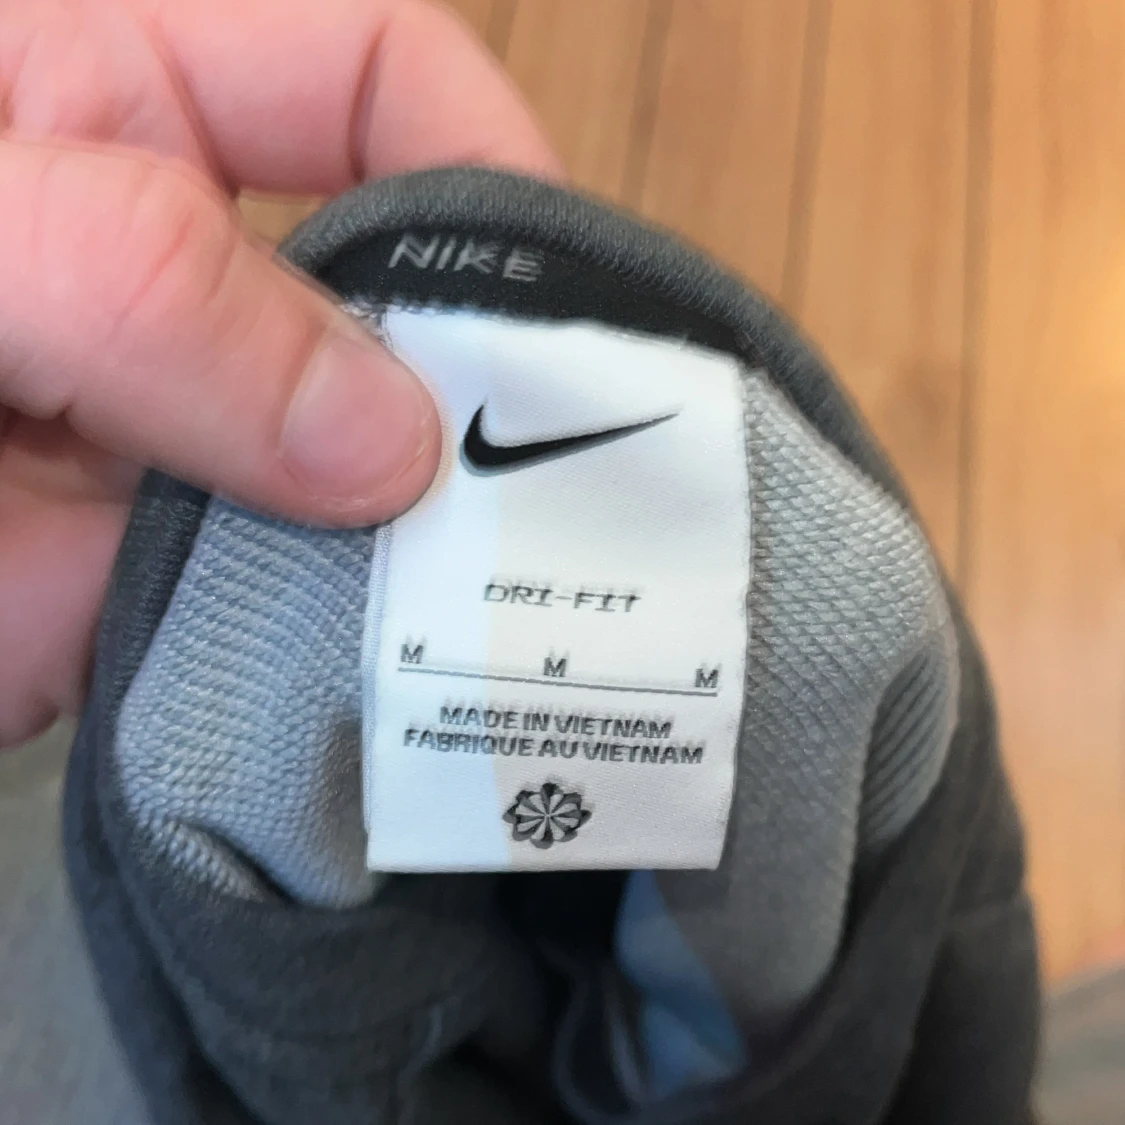 NIKE
DRI-FIT
M M M
MADE IN VIETNAM
FABRIQUE AU VIETNAM